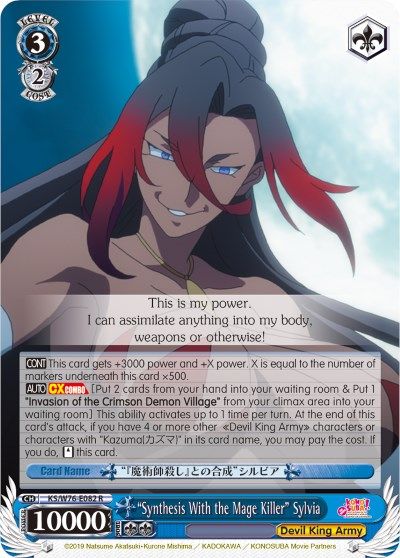 LEVEL
3
2
COST
This is my power.
I can assimilate anything into my body,
weapons or otherwise!
CONT This card gets +3000 power and +X power. X is equal to the number of
markers underneath this card ×500.
AUTO CXCOMBO [Put 2 cards from your hand into your waiting room & Put 1
"Invasion of the Crimson Demon Village" from your climax area into your
waiting room] This activity activates up to 1 time per turn. At the end of this
card's attack, if you have 4 or more other «Devil King Army» characters or
characters with "Kazuma(カズマ)" in its card name, you may pay the cost. If
you do, this card.
Card Name
"『魔術師殺し』との合成"シルビア
CH KS/W76-E082 R
10000
"Synthesis With the Mage Killer" Sylvia
Devil King Army
©2019 Natsume Akatsuki・Kurone Mishima / KADOKAWA / KONOSUBA Movie Partners